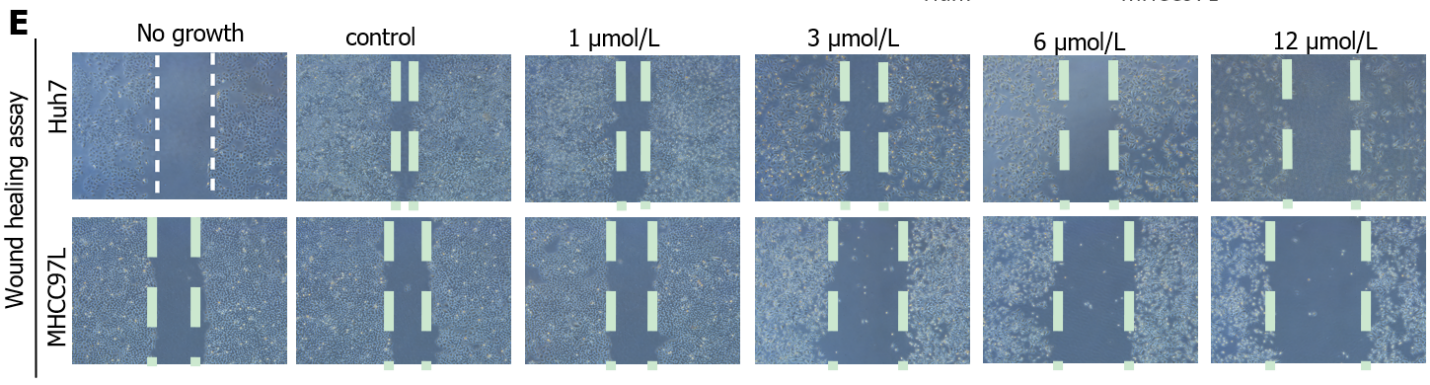 E
No growth
control
1 µmol/L
3 µmol/L
6 µmol/L
12 µmol/L
Wound healing assay
Huh7
MHCC97L